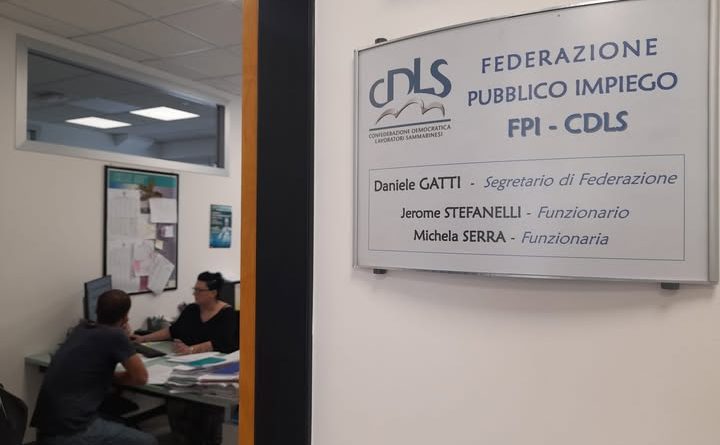 CDLS
CONFEDERAZIONE DEMOCRATICA
LAVORATORI SAMMARINESI
FEDERAZIONE
PUBBLICO IMPIEGO
FPI - CDLS
Daniele GATTI - Segretario di Federazione
Jerome STEFANELLI - Funzionario
Michela SERRA - Funzionaria